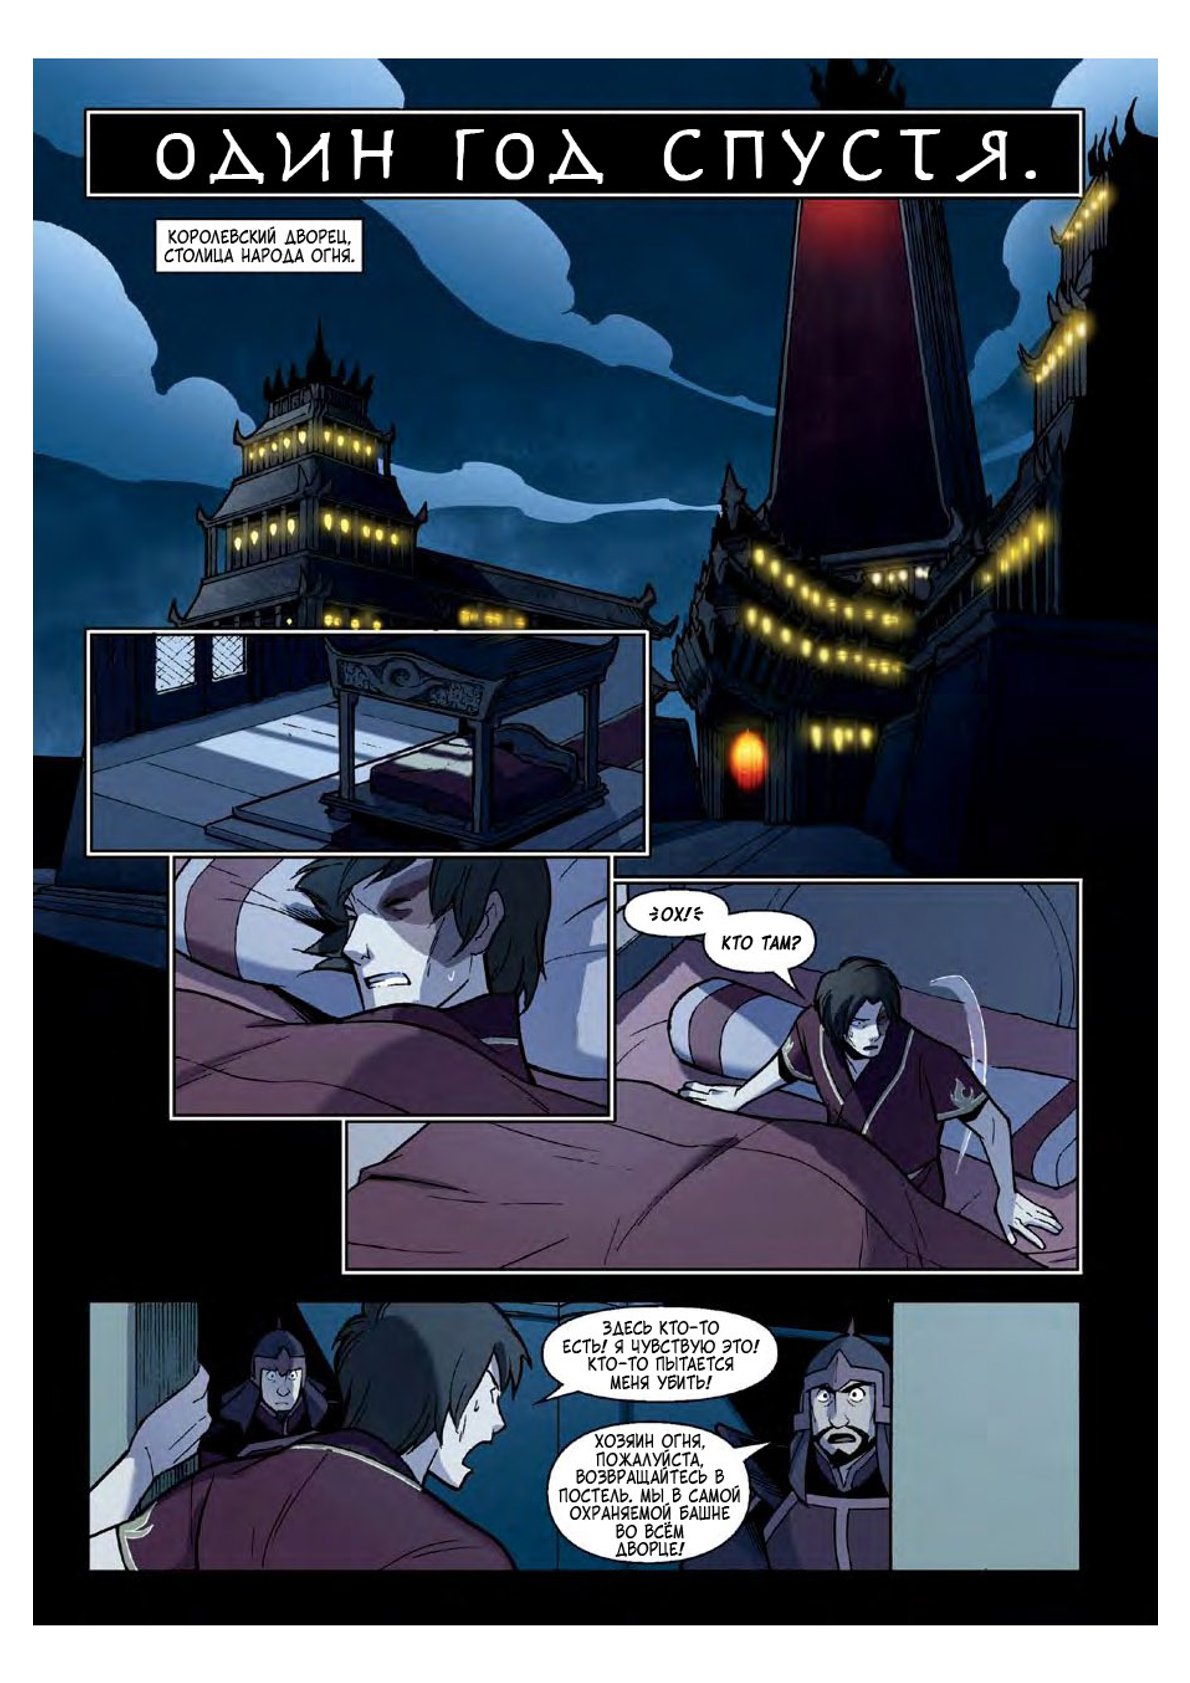 ОДИН ГОД СПУСТЯ.
КОРОЛЕВСКИЙ ДВОРЕЦ,
СТОЛИЦА НАРОДА ОГНЯ.
ОХ!
КТО ТАМ?
ЗДЕСЬ КТО-ТО
ЕСТЬ! Я ЧУВСТВУЮ ЭТО!
КТО-ТО ПЫТАЕТСЯ
МЕНЯ УБИТЬ!
ХОЗЯИН ОГНЯ,
ПОЖАЛУЙСТА,
ВОЗВРАЩАЙТЕСЬ В
ПОСТЕЛЬ. МЫ В САМОЙ
ОХРАНЯЕМОЙ БАШНЕ
ВО ВСЁМ
ДВОРЦЕ!